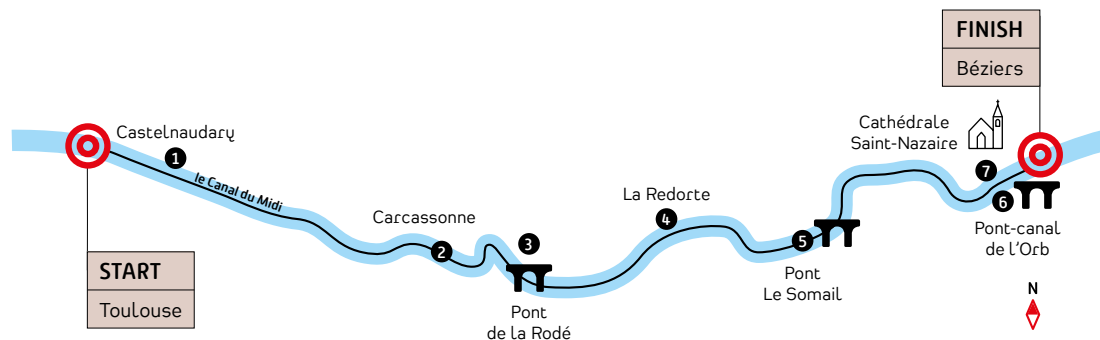 FINISH
Béziers
Castelnaudary
1
le Canal du Midi
START
Toulouse
Carcassonne
2
3
Pont
de la Rodé
La Redorte
4
5
Pont
Le Somail
Cathédrale
Saint-Nazaire
7
6
Pont-canal
de l'Orb
N